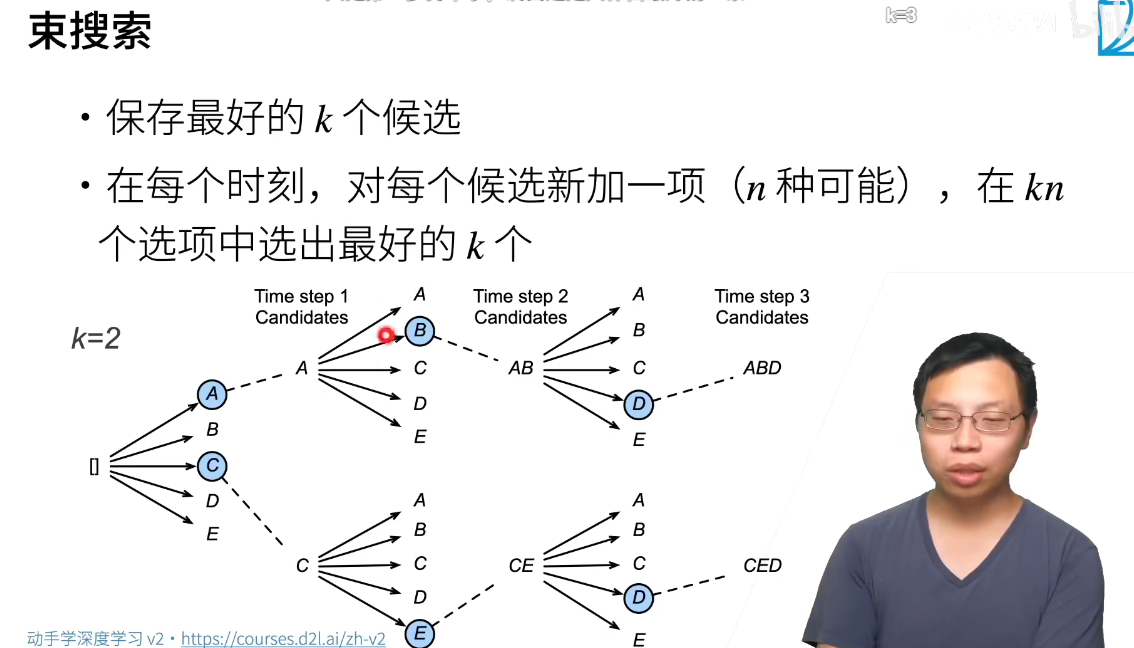 束搜索
k=3
• 保存最好的 k 个候选
• 在每个时刻，对每个候选新加一项（n 种可能），在 kn
个选项中选出最好的 k 个
k=2
Time step 1
Candidates
Time step 2
Candidates
Time step 3
Candidates
[]
A
B
C
D
E
A
A
B
C
D
E
C
A
B
C
D
E
AB
A
B
C
D
E
CE
A
B
C
D
E
ABD
CED
动手学深度学习 v2 • https://courses.d2l.ai/zh-v2